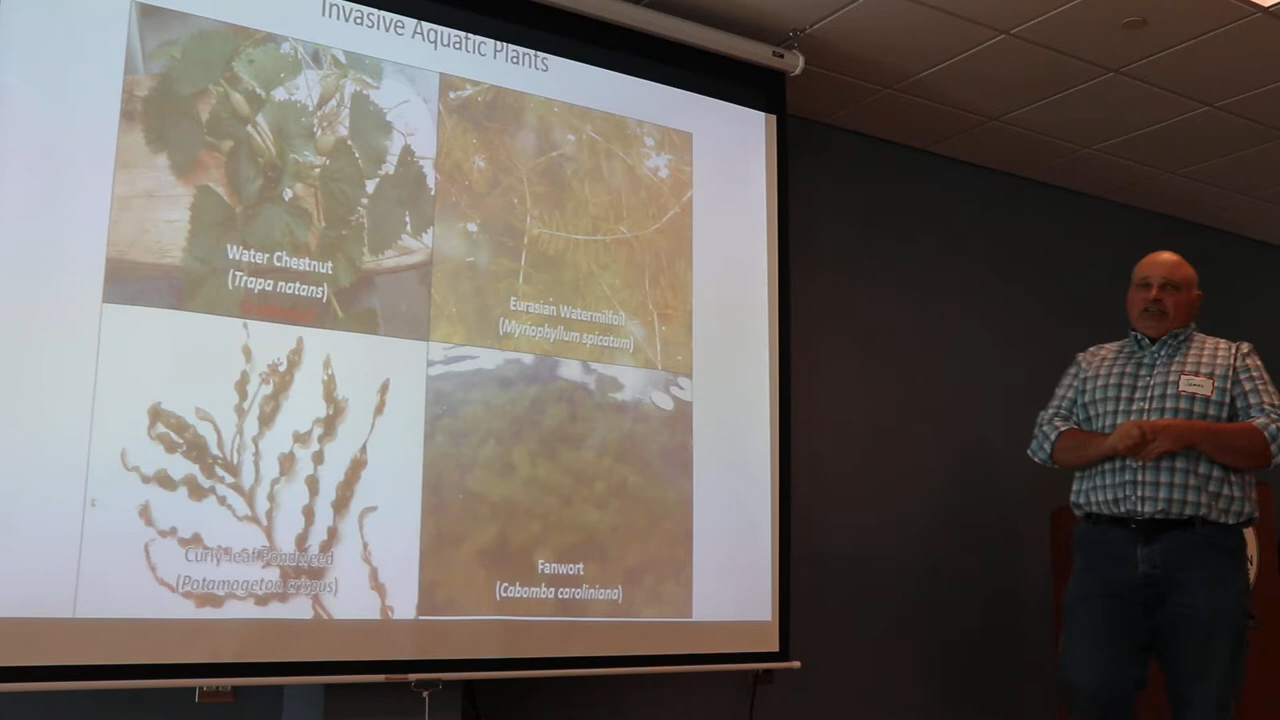 Invasive Aquatic Plants
Water Chestnut
(Trapa natans)
Eurasian Watermilfoil
(Myriophyllum spicatum)
Curly-leaf Pondweed
(Potamogeton crispus)
Fanwort
(Cabomba caroliniana)
James